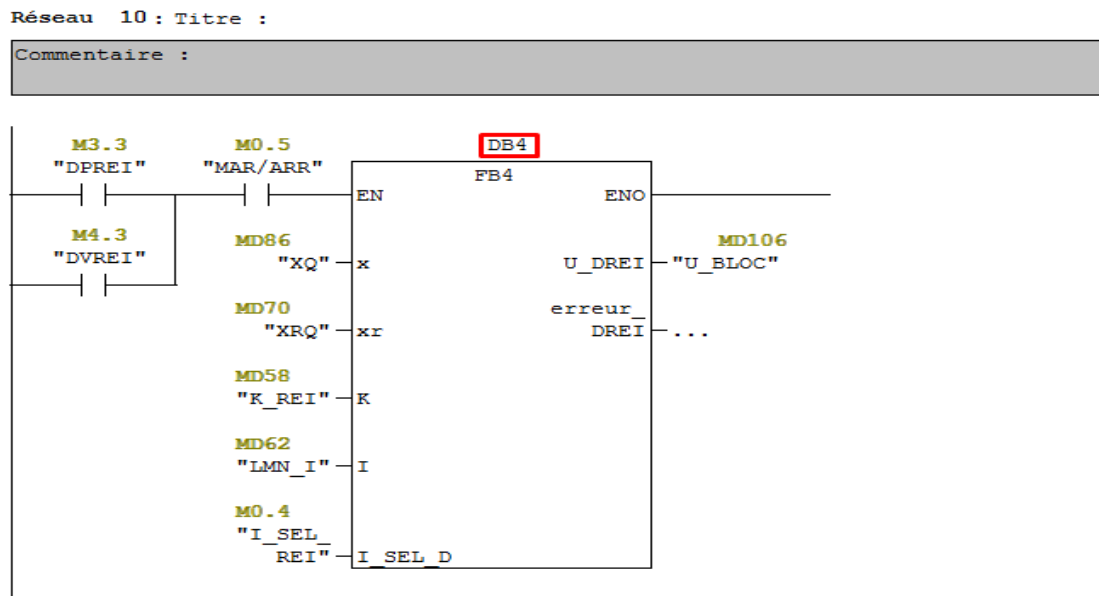 Réseau 10 : Titre :
Commentaire :
M3.3
"DPREI"
M0.5
"MAR/ARR"
DB4
FB4
EN
ENO
M4.3
"DVREI"
MD86
"XQ"
x
U_DREI
MD106
"U_BLOC"
MD70
"XRQ"
xr
erreur_
DREI
...
MD58
"K_REI"
K
MD62
"LMN_I"
I
M0.4
"I_SEL_
REI"
I_SEL_D